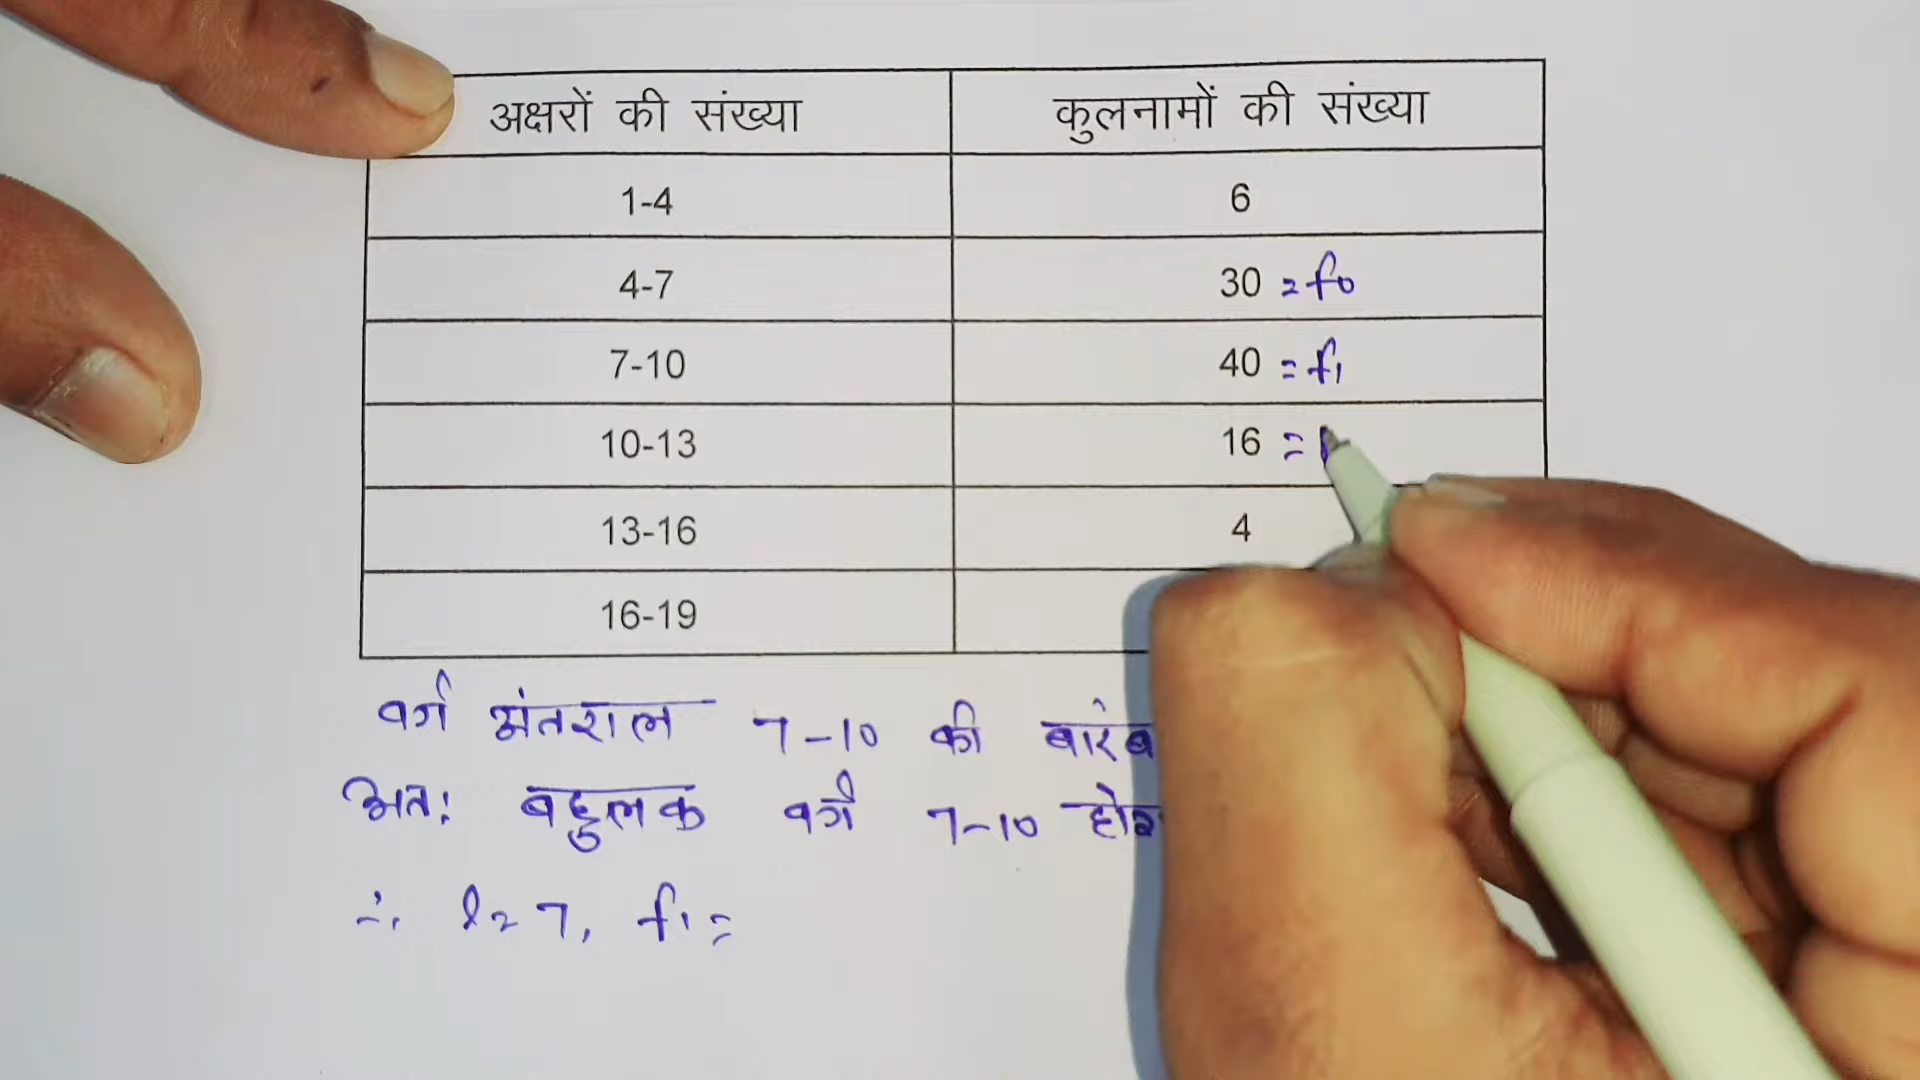 अक्षरों की संख्या कुलनामों की संख्या
1-4 6
4-7 30 = f0
7-10 40 = f1
10-13 16 =
13-16 4
16-19
वर्ग अंतराल 7-10 की
अतः बहुलक वर्ग 7-10
∴ l = 7, f1 =